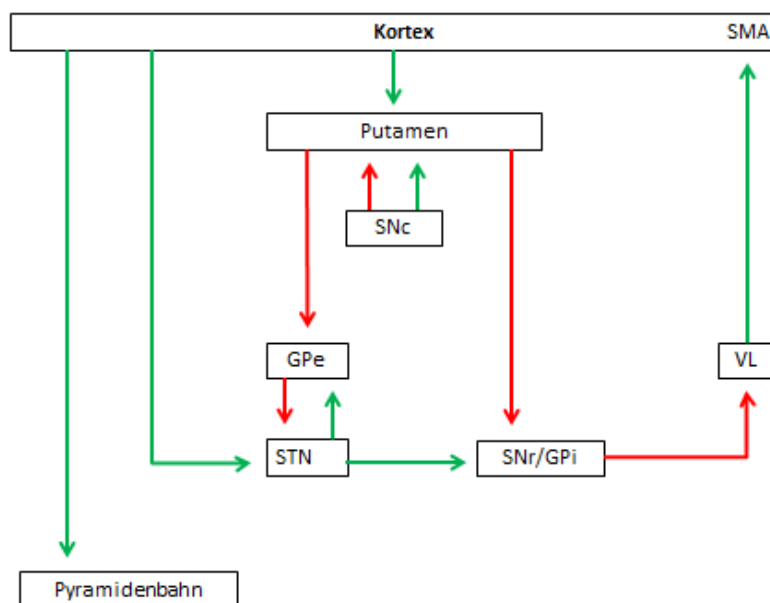 Kortex SMA
Putamen
SNc
GPe
VL
STN
SNr/GPi
Pyramidenbahn